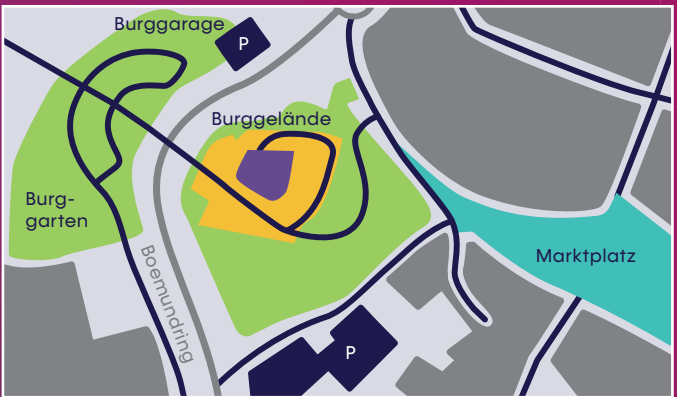 Burggarage
P
Burggelände
Burg-
garten
Boemundring
Marktplatz
P